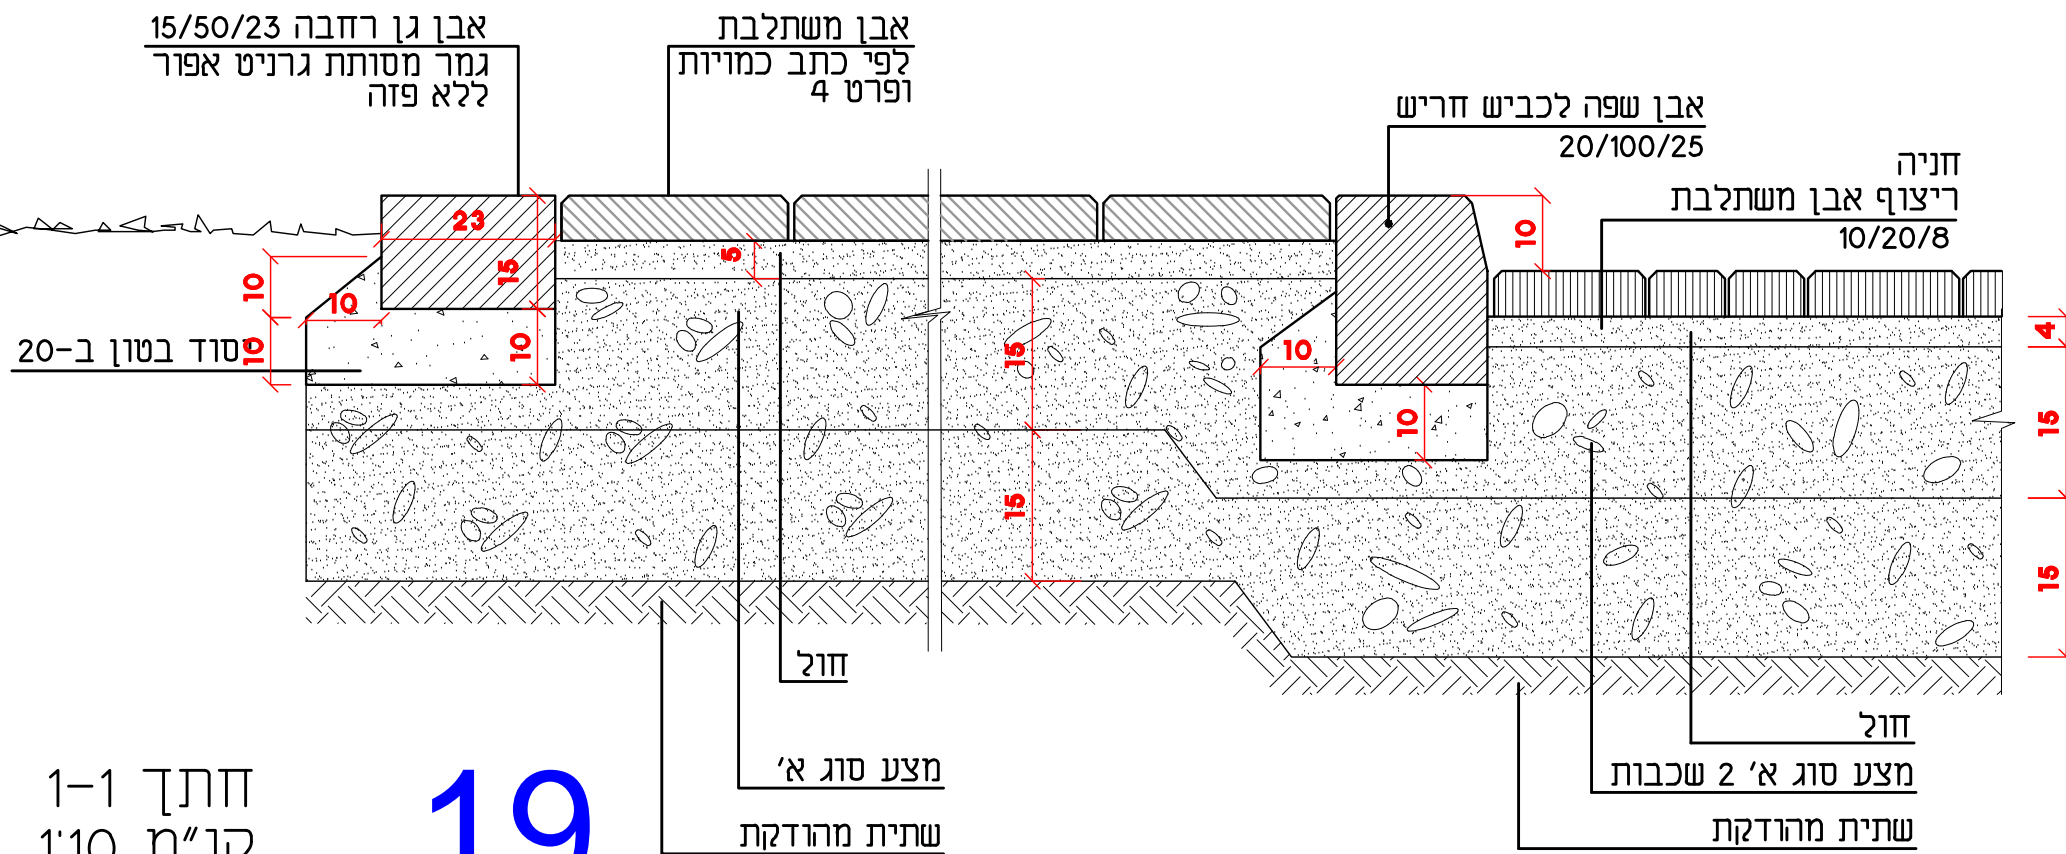 אבן גן רחבה 15/50/23
גמר מסותת גרניט אפור
ללא פזה
אבן משתלבת
לפי כתב כמויות
ופרט 4
אבן שפה לכביש חריש
20/100/25
חניה
ריצוף אבן משתלבת
10/20/8
23
15
10
10
10
10
5
15
15
10
10
10
4
15
15
יסוד בטון ב-20
חול
מצע סוג א'
שתית מהודקת
חול
מצע סוג א' 2 שכבות
שתית מהודקת
חתך 1-1
קנ"מ 1:10
19